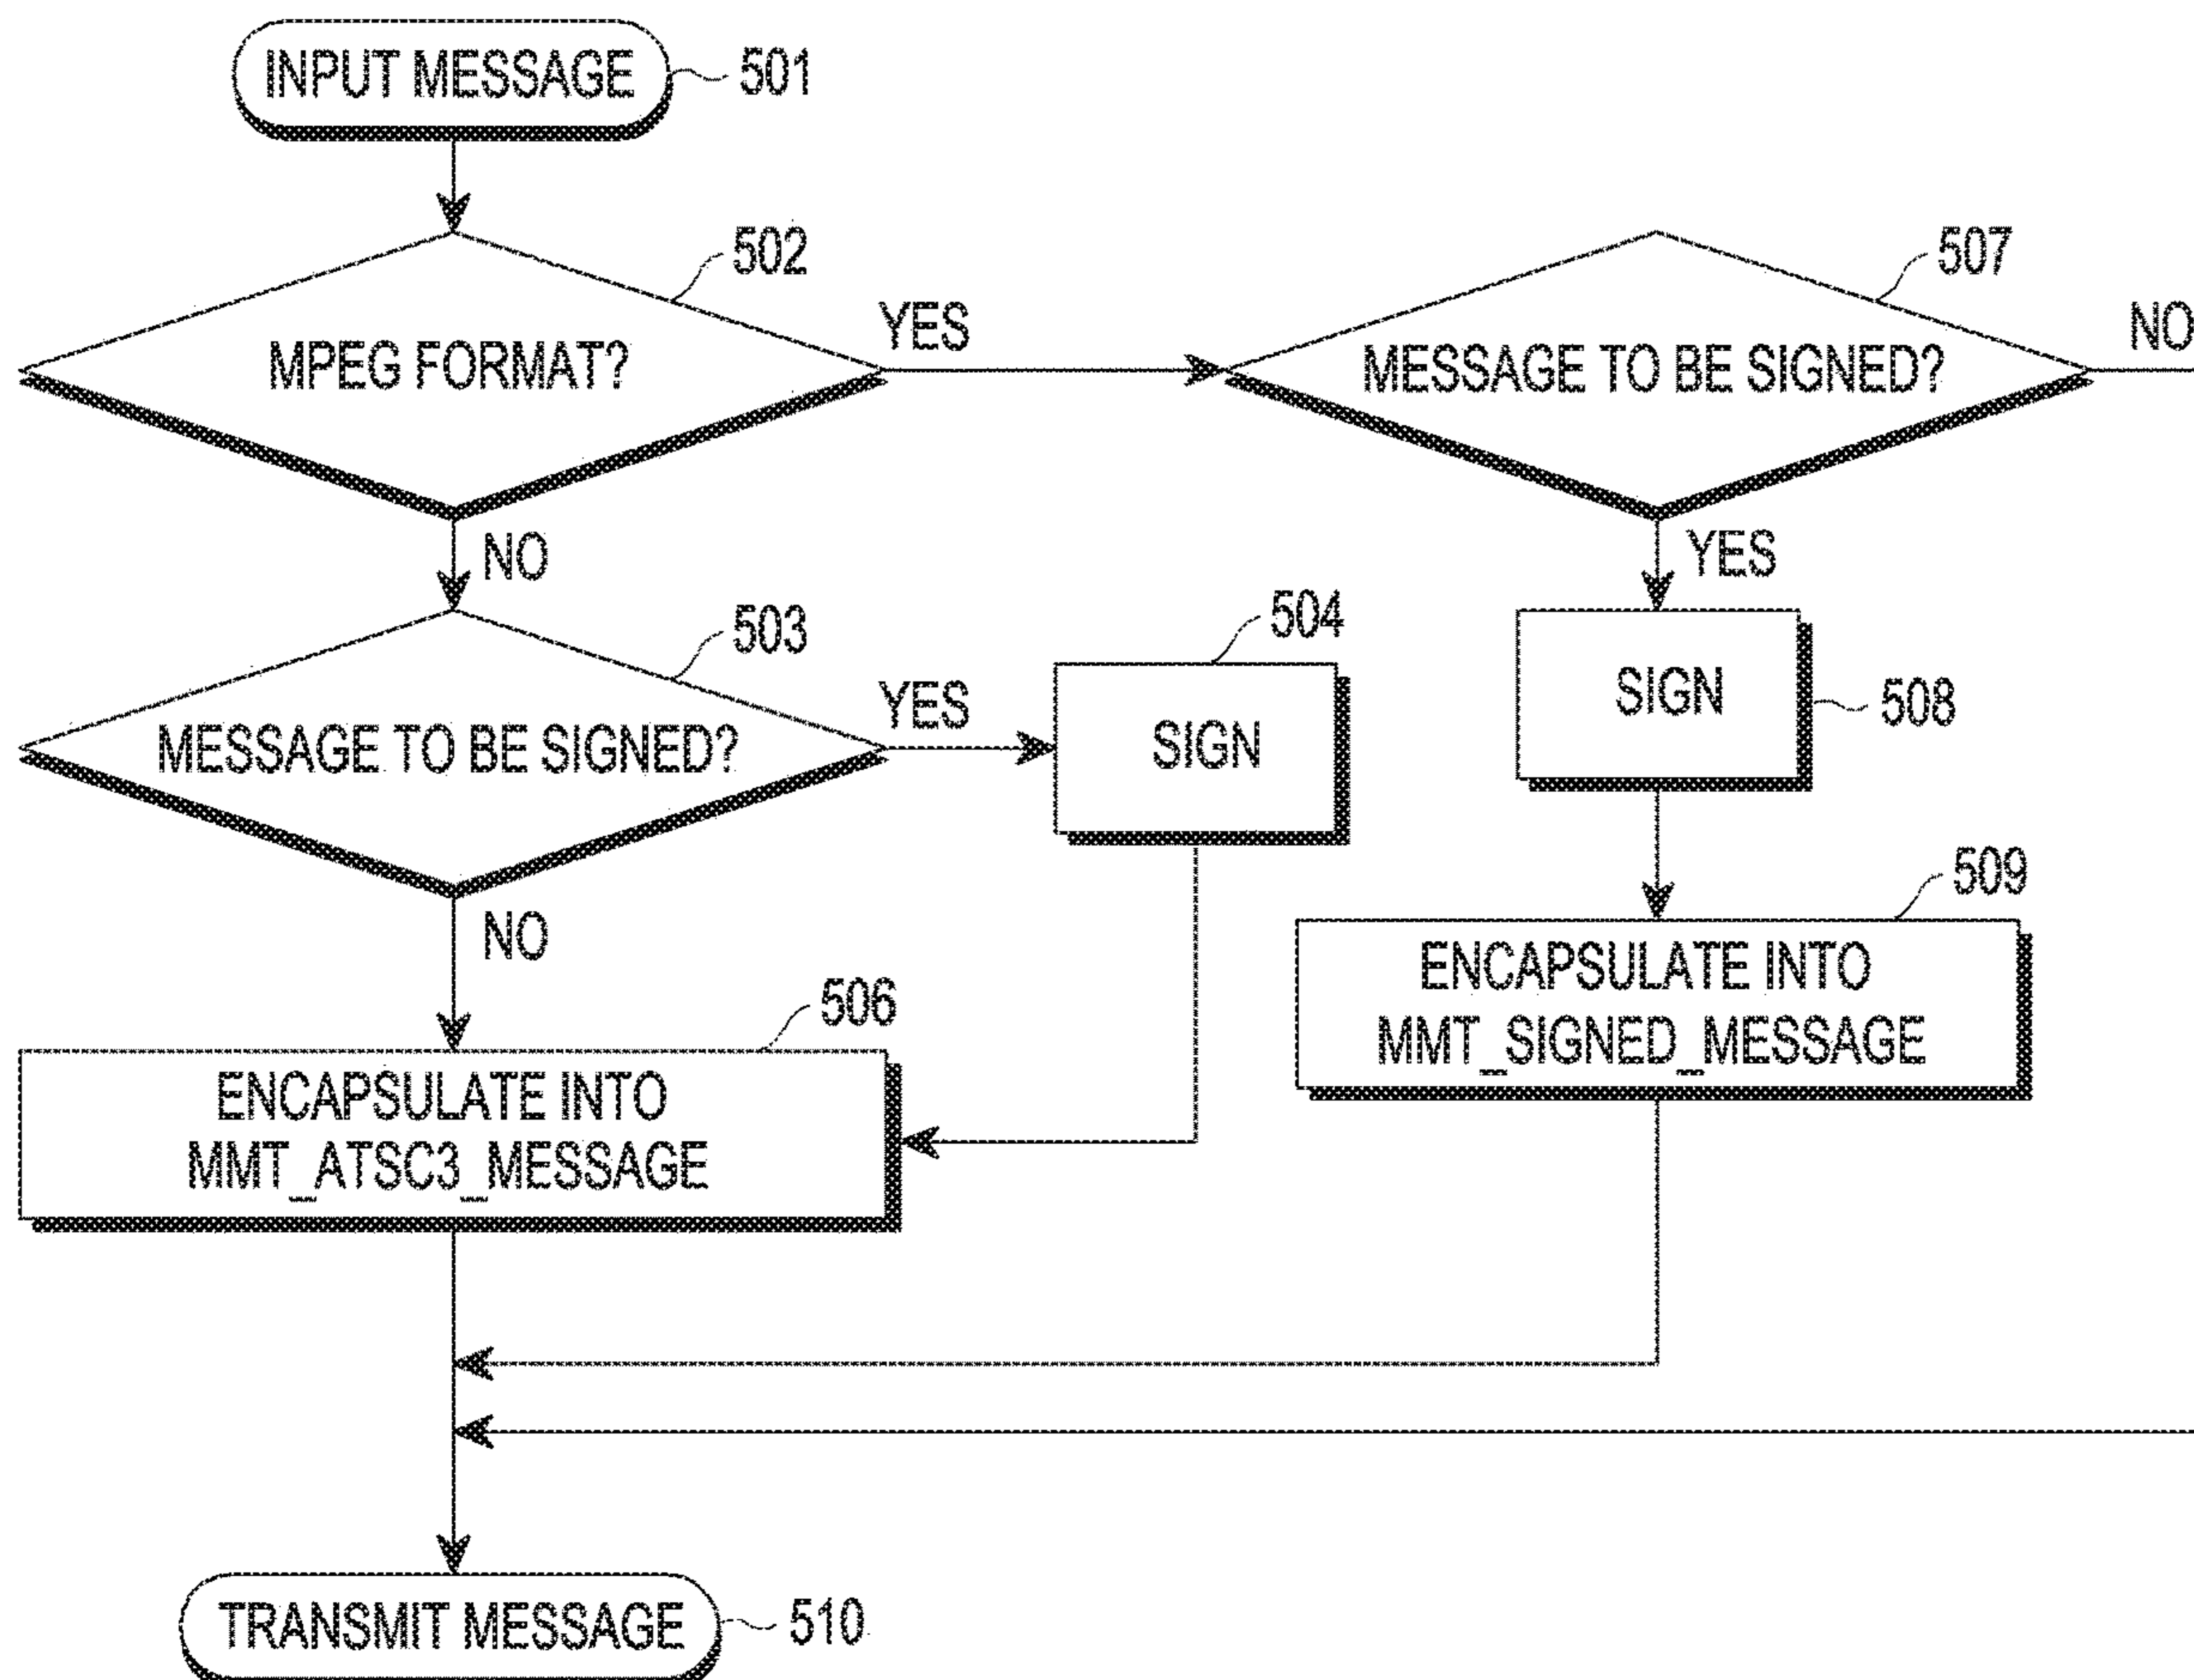 INPUT MESSAGE
501
502
MPEG FORMAT?
YES
507
MESSAGE TO BE SIGNED?
NO
NO
YES
503
MESSAGE TO BE SIGNED?
YES
504
SIGN
SIGN
508
NO
506
ENCAPSULATE INTO
MMT_ATSC3_MESSAGE
509
ENCAPSULATE INTO
MMT_SIGNED_MESSAGE
TRANSMIT MESSAGE
510